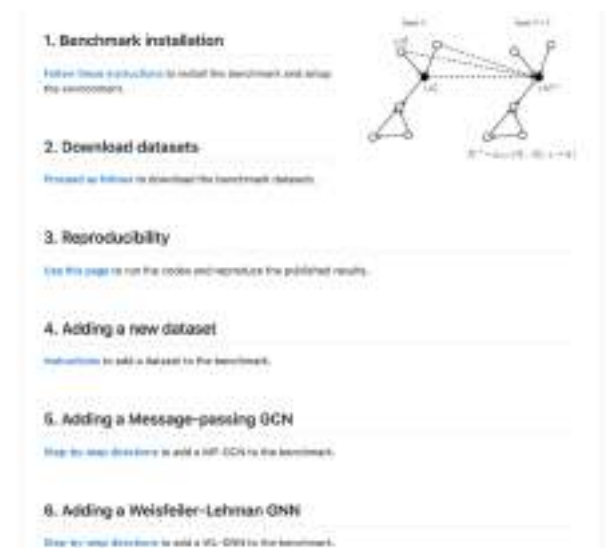 1. Benchmark installation
Follow these instructions to install the benchmark and setup
the environment.
2. Download datasets
Proceed as follows to download the benchmark datasets.
3. Reproducibility
Use this page to run the codes and reproduce the published results.
4. Adding a new dataset
Instructions to add a dataset to the benchmark.
5. Adding a Message-passing GCN
Step-by-step directions to add a MP-GCN to the benchmark.
6. Adding a Weisfeiler-Lehman GNN
Step-by-step directions to add a WL-GNN to the benchmark.